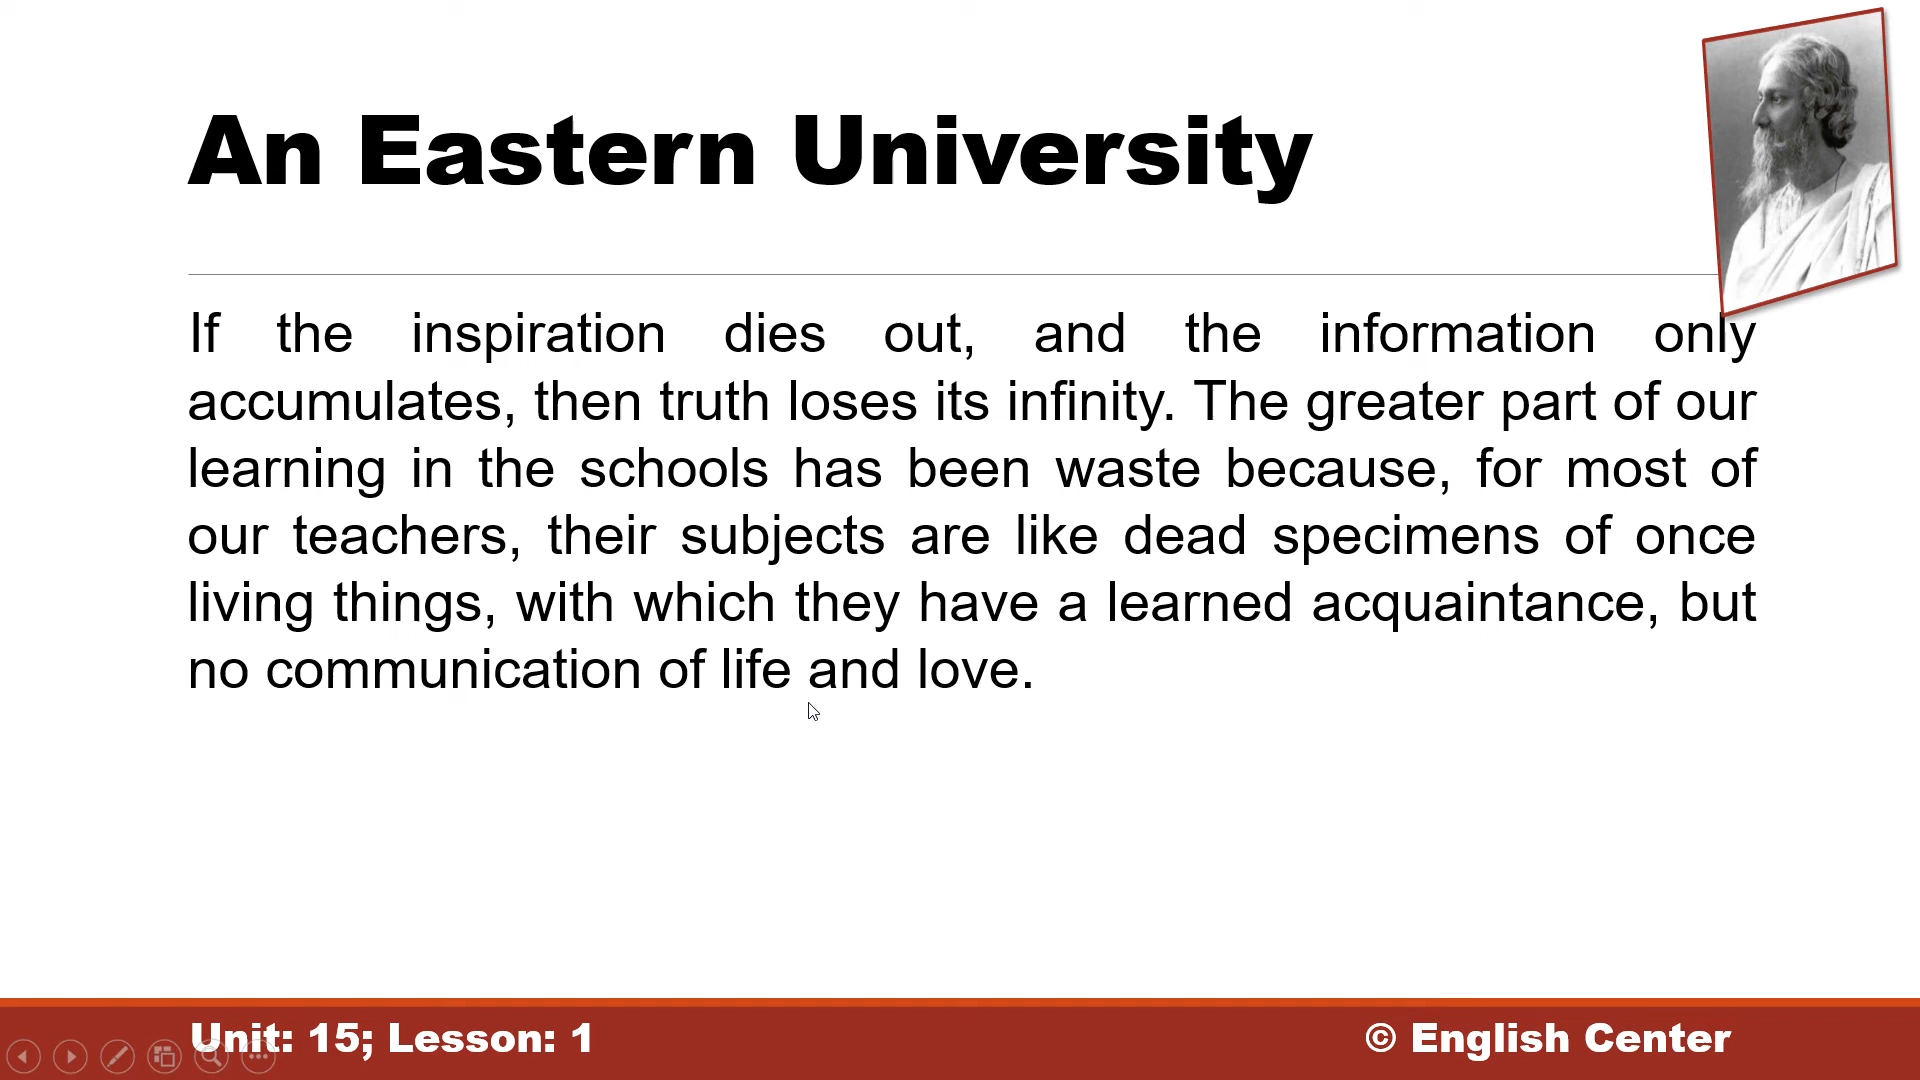 An Eastern University
If the inspiration dies out, and the information only
accumulates, then truth loses its infinity. The greater part of our
learning in the schools has been waste because, for most of
our teachers, their subjects are like dead specimens of once
living things, with which they have a learned acquaintance, but
no communication of life and love.
Unit: 15; Lesson: 1
© English Center